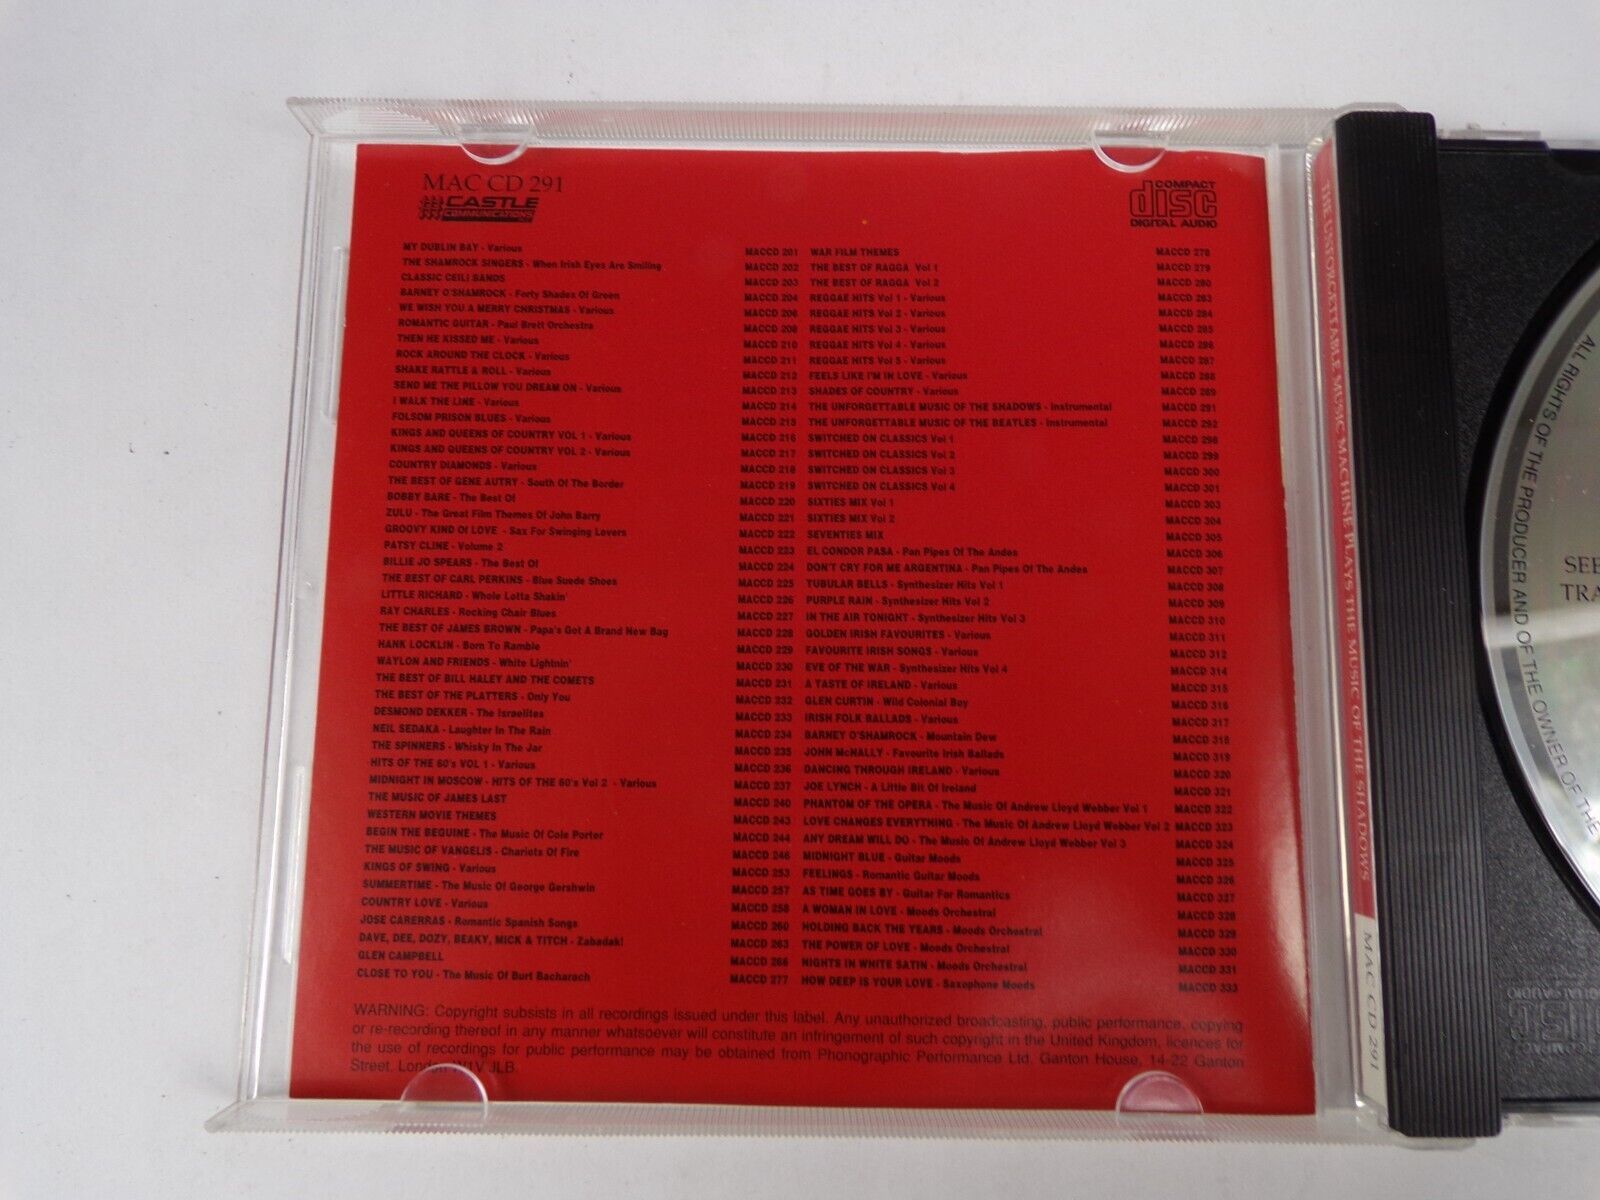 MAC CD 291
CASTLE
COMMUNICATIONS
COMPACT
disc
DIGITAL AUDIO
MY DUBLIN BAY - Various MACCD 201
THE SHAMROCK SINGERS - When Irish Eyes Are Smiling MACCD 202
CLASSIC CEILI BANDS MACCD 203
BARNEY O'SHAMROCK - Forty Shades Of Green MACCD 204
WE WISH YOU A MERRY CHRISTMAS - Various MACCD 206
ROMANTIC GUITAR - Paul Brett Orchestra MACCD 208
THEN HE KISSED ME - Various MACCD 210
ROCK AROUND THE CLOCK - Various MACCD 211
SHAKE RATTLE & ROLL - Various MACCD 212
SEND ME THE PILLOW YOU DREAM ON - Various MACCD 213
I WALK THE LINE - Various MACCD 214
FOLSOM PRISON BLUES - Various MACCD 215
KINGS AND QUEENS OF COUNTRY VOL 1 - Various MACCD 216
KINGS AND QUEENS OF COUNTRY VOL 2 - Various MACCD 217
COUNTRY DIAMONDS - Various MACCD 218
THE BEST OF GENE AUTRY - South Of The Border MACCD 219
BOBBY BARE - The Best Of MACCD 220
ZULU - The Great Film Themes Of John Barry MACCD 221
GROOVY KIND Of LOVE - Sax For Swinging Lovers MACCD 222
PATSY CLINE - Volume 2 MACCD 223
BILLIE JO SPEARS - The Best Of MACCD 224
THE BEST OF CARL PERKINS - Blue Suede Shoes MACCD 225
LITTLE RICHARD - Whole Lotta Shakin' MACCD 226
RAY CHARLES - Rocking Chair Blues MACCD 227
THE BEST OF JAMES BROWN - Papa's Got A Brand New Bag MACCD 228
HANK LOCKLIN - Born To Ramble MACCD 229
WAYLON AND FRIENDS - White Lightnin' MACCD 230
THE BEST OF BILL HALEY AND THE COMETS MACCD 231
THE BEST OF THE PLATTERS - Only You MACCD 232
DESMOND DEKKER - The Israelites MACCD 233
NEIL SEDAKA - Laughter In The Rain MACCD 234
THE SPINNERS - Whisky In The Jar MACCD 235
HITS OF THE 60's VOL 1 - Various MACCD 236
MIDNIGHT IN MOSCOW - HITS OF THE 60's Vol 2 - Various MACCD 237
THE MUSIC OF JAMES LAST MACCD 240
WESTERN MOVIE THEMES MACCD 243
BEGIN THE BEGUINE - The Music Of Cole Porter MACCD 244
THE MUSIC OF VANGELIS - Chariots Of Fire MACCD 246
KINGS OF SWING - Various MACCD 253
SUMMERTIME - The Music Of George Gershwin MACCD 257
COUNTRY LOVE - Various MACCD 258
JOSE CARERRAS - Romantic Spanish Songs MACCD 260
DAVE, DEE, DOZY, BEAKY, MICK & TITCH - Zabadak! MACCD 263
GLEN CAMPBELL MACCD 266
CLOSE TO YOU - The Music Of Burt Bacharach MACCD 277
WAR FILM THEMES MACCD 278
THE BEST OF RAGGA Vol 1 MACCD 279
THE BEST OF RAGGA Vol 2 MACCD 280
REGGAE HITS Vol 1 - Various MACCD 283
REGGAE HITS Vol 2 - Various MACCD 284
REGGAE HITS Vol 3 - Various MACCD 285
REGGAE HITS Vol 4 - Various MACCD 286
REGGAE HITS Vol 5 - Various MACCD 287
FEELS LIKE I'M IN LOVE - Various MACCD 288
SHADES OF COUNTRY - Various MACCD 289
THE UNFORGETTABLE MUSIC OF THE SHADOWS - Instrumental MACCD 291
THE UNFORGETTABLE MUSIC OF THE BEATLES - Instrumental MACCD 292
SWITCHED ON CLASSICS Vol 1 MACCD 298
SWITCHED ON CLASSICS Vol 2 MACCD 299
SWITCHED ON CLASSICS Vol 3 MACCD 300
SWITCHED ON CLASSICS Vol 4 MACCD 301
SIXTIES MIX Vol 1 MACCD 303
SIXTIES MIX Vol 2 MACCD 304
SEVENTIES MIX MACCD 305
EL CONDOR PASA - Pan Pipes Of The Andes MACCD 306
DON'T CRY FOR ME ARGENTINA - Pan Pipes Of The Andes MACCD 307
TUBULAR BELLS - Synthesizer Hits Vol 1 MACCD 308
PURPLE RAIN - Synthesizer Hits Vol 2 MACCD 309
IN THE AIR TONIGHT - Synthesizer Hits Vol 3 MACCD 310
GOLDEN IRISH FAVOURITES - Various MACCD 311
FAVOURITE IRISH SONGS - Various MACCD 312
EVE OF THE WAR - Synthesizer Hits Vol 4 MACCD 314
A TASTE OF IRELAND - Various MACCD 315
GLEN CURTIN - Wild Colonial Boy MACCD 316
IRISH FOLK BALLADS - Various MACCD 317
BARNEY O'SHAMROCK - Mountain Dew MACCD 318
JOHN McNALLY - Favourite Irish Ballads MACCD 319
DANCING THROUGH IRELAND - Various MACCD 320
JOE LYNCH - A Little Bit Of Ireland MACCD 321
PHANTOM OF THE OPERA - The Music Of Andrew Lloyd Webber Vol 1 MACCD 322
LOVE CHANGES EVERYTHING - The Music Of Andrew Lloyd Webber Vol 2 MACCD 323
ANY DREAM WILL DO - The Music Of Andrew Lloyd Webber Vol 3 MACCD 324
MIDNIGHT BLUE - Guitar Moods MACCD 325
FEELINGS - Romantic Guitar Moods MACCD 326
AS TIME GOES BY - Guitar For Romantics MACCD 327
A WOMAN IN LOVE - Moods Orchestral MACCD 328
HOLDING BACK THE YEARS - Moods Orchestral MACCD 329
THE POWER OF LOVE - Moods Orchestral MACCD 330
NIGHTS IN WHITE SATIN - Moods Orchestral MACCD 331
HOW DEEP IS YOUR LOVE - Saxophone Moods MACCD 333
WARNING: Copyright subsists in all recordings issued under this label. Any unauthorized broadcasting, public performance, copying
or re-recording thereof in any manner whatsoever will constitute an infringement of such copyright in the United Kingdom, licences for
the use of recordings for public performance may be obtained from Phonographic Performance Ltd, Ganton House, 14-22 Ganton
Street, London W1V JLB.
THE UNFORGETTABLE MUSIC MACHINE PLAYS THE MUSIC OF THE SHADOWS
MAC CD 291
ALL RIGHTS OF THE PRODUCER AND OF THE OWNER OF THE
SEE
TRA